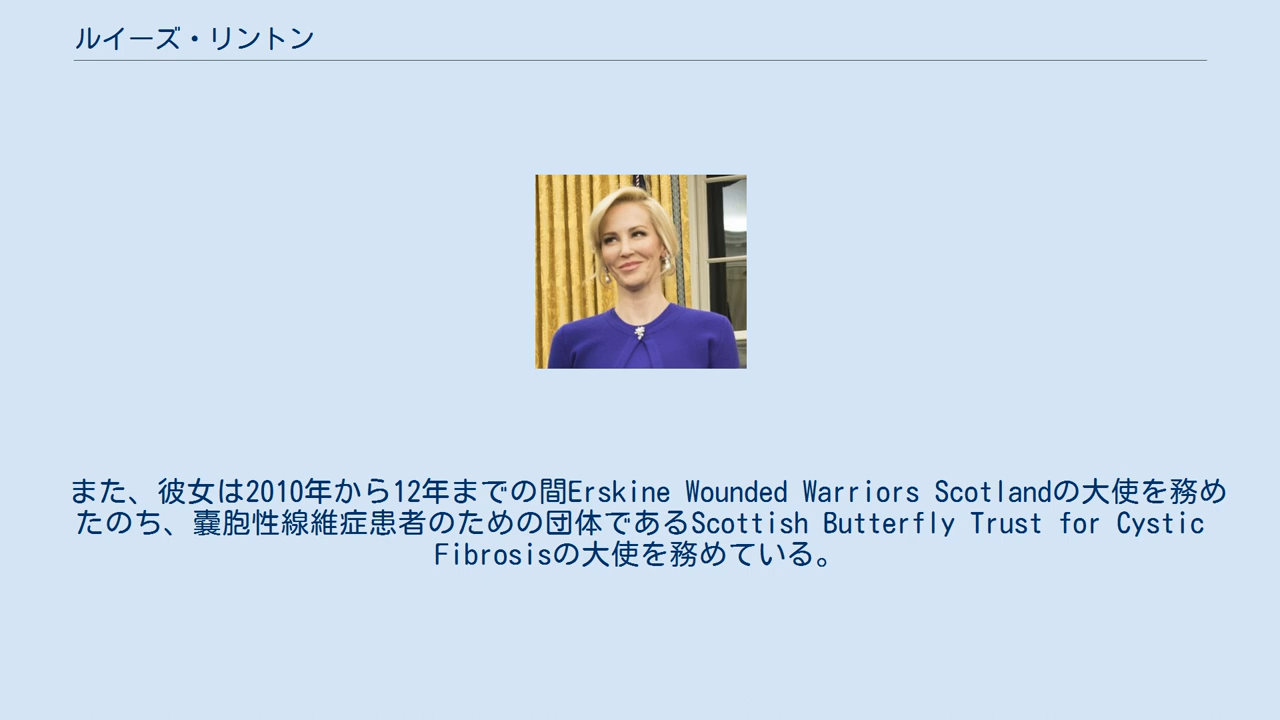 ルイーズ・リントン
また、彼女は2010年から12年までの間Erskine Wounded Warriors Scotlandの大使を務め
たのち、嚢胞性線維症患者のための団体であるScottish Butterfly Trust for Cystic
Fibrosisの大使を務めている。